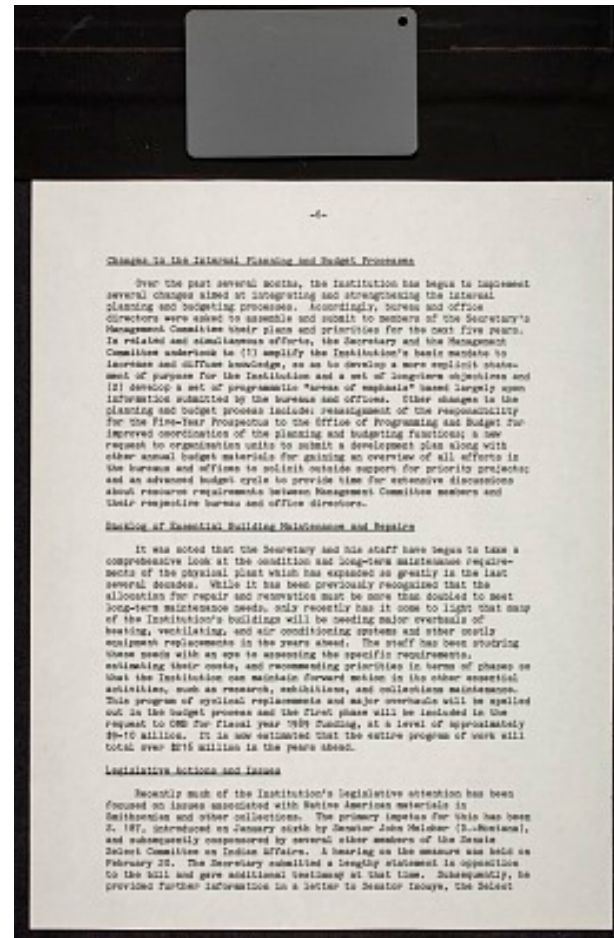 -6-
Changes to the Internal Planning and Budget Processes
Over the past several months, the Institution has begun to implement
several changes aimed at integrating and strengthening the internal
planning and budgeting processes. Accordingly, bureau and office
directors were asked to assemble and submit to members of the Secretary's
Management Committee their plans and priorities for the next five years.
In related and simultaneous efforts, the Secretary and the Management
Committee undertook to (1) amplify the Institution's basic mandate to
increase and diffuse knowledge, so as to develop a more explicit state-
ment of purpose for the Institution and a set of long-term objectives and
(2) develop a set of programmatic "areas of emphasis" based largely upon
information submitted by the bureaus and offices. Other changes in the
planning and budget process include: reassignment of the responsibility
for the Five-Year Prospectus to the Office of Programming and Budget for
improved coordination of the planning and budgeting functions; a new
request to organization units to submit a development plan along with
other annual budget materials for gaining an overview of all efforts in
the bureaus and offices to solicit outside support for priority projects;
and an advanced budget cycle to provide time for extensive discussions
about resource requirements between Management Committee members and
their respective bureau and office directors.
Backlog of Essential Building Maintenance and Repairs
It was noted that the Secretary and his staff have begun to take a
comprehensive look at the condition and long-term maintenance require-
ments of the physical plant which has expanded so greatly in the last
several decades. While it has been previously recognized that the
allocation for repair and renovation must be more than doubled to meet
long-term maintenance needs, only recently has it come to light that many
of the Institution's buildings will be needing major overhauls of
heating, ventilating, and air conditioning systems and other costly
equipment replacements in the years ahead. The staff has been studying
these needs with an eye to assessing the specific requirements,
estimating their costs, and recommending priorities in terms of phases so
that the Institution can maintain forward motion in its other essential
activities, such as research, exhibitions, and collections maintenance.
This program of cyclical replacements and major overhauls will be spelled
out in the budget process and the first phase will be included in the
request to OMB for fiscal year 1989 funding, at a level of approximately
$9-10 million. It is now estimated that the entire program of work will
total over million in the years ahead.
Legislative Actions and Issues
Recently much of the Institution's legislative attention has been
focused on issues associated with Native American materials in
Smithsonian and other collections. The primary impetus for this has been
S. 187, introduced on January sixth by Senator John Melcher (D.-Montana),
and subsequently cosponsored by several other members of the Senate
Select Committee on Indian Affairs. A hearing on the measure was held on
February 20. The Secretary submitted a lengthy statement in opposition
to the bill and gave additional testimony at that time. Subsequently, he
provided further information in a letter to Senator Inouye, the Select